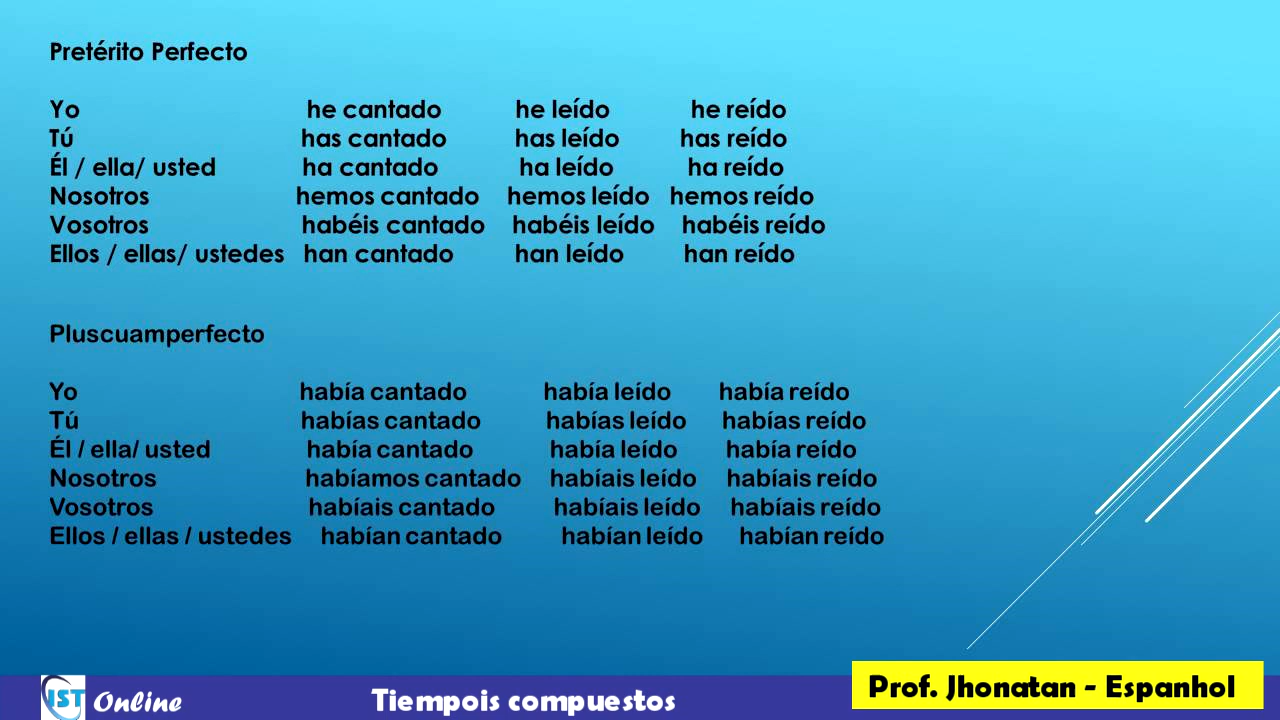 Pretérito Perfecto
Yo he cantado he leído he reído
Tú has cantado has leído has reído
Él / ella/ usted ha cantado ha leído ha reído
Nosotros hemos cantado hemos leído hemos reído
Vosotros habéis cantado habéis leído habéis reído
Ellos / ellas/ ustedes han cantado han leído han reído
Pluscuamperfecto
Yo había cantado había leído había reído
Tú habías cantado habías leído habías reído
Él / ella/ usted había cantado había leído había reído
Nosotros habíamos cantado habíais leído habíais reído
Vosotros habíais cantado habíais leído habíais reído
Ellos / ellas / ustedes habían cantado habían leído habían reído
IST Online
Tiempois compuestos
Prof. Jhonatan - Espanhol